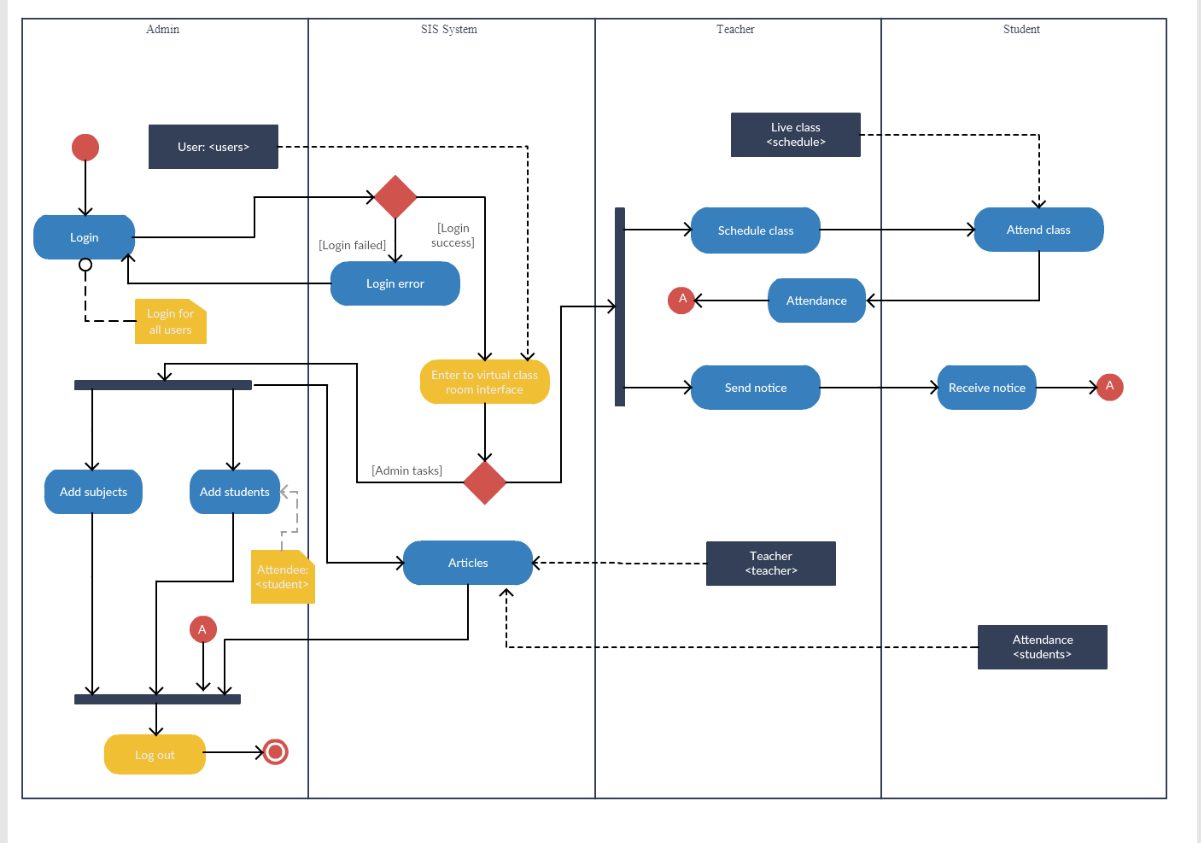 Admin
SIS System
Teacher
Student
User: <users>
Live class
<schedule>
Login
[Login failed]
[Login
success]
Login error
Login for
all users
Schedule class
Attend class
A
Attendance
Enter to virtual class
room interface
Send notice
Receive notice
A
[Admin tasks]
Add subjects
Add students
Attendee:
<student>
Articles
Teacher
<teacher>
A
Attendance
<students>
Log out